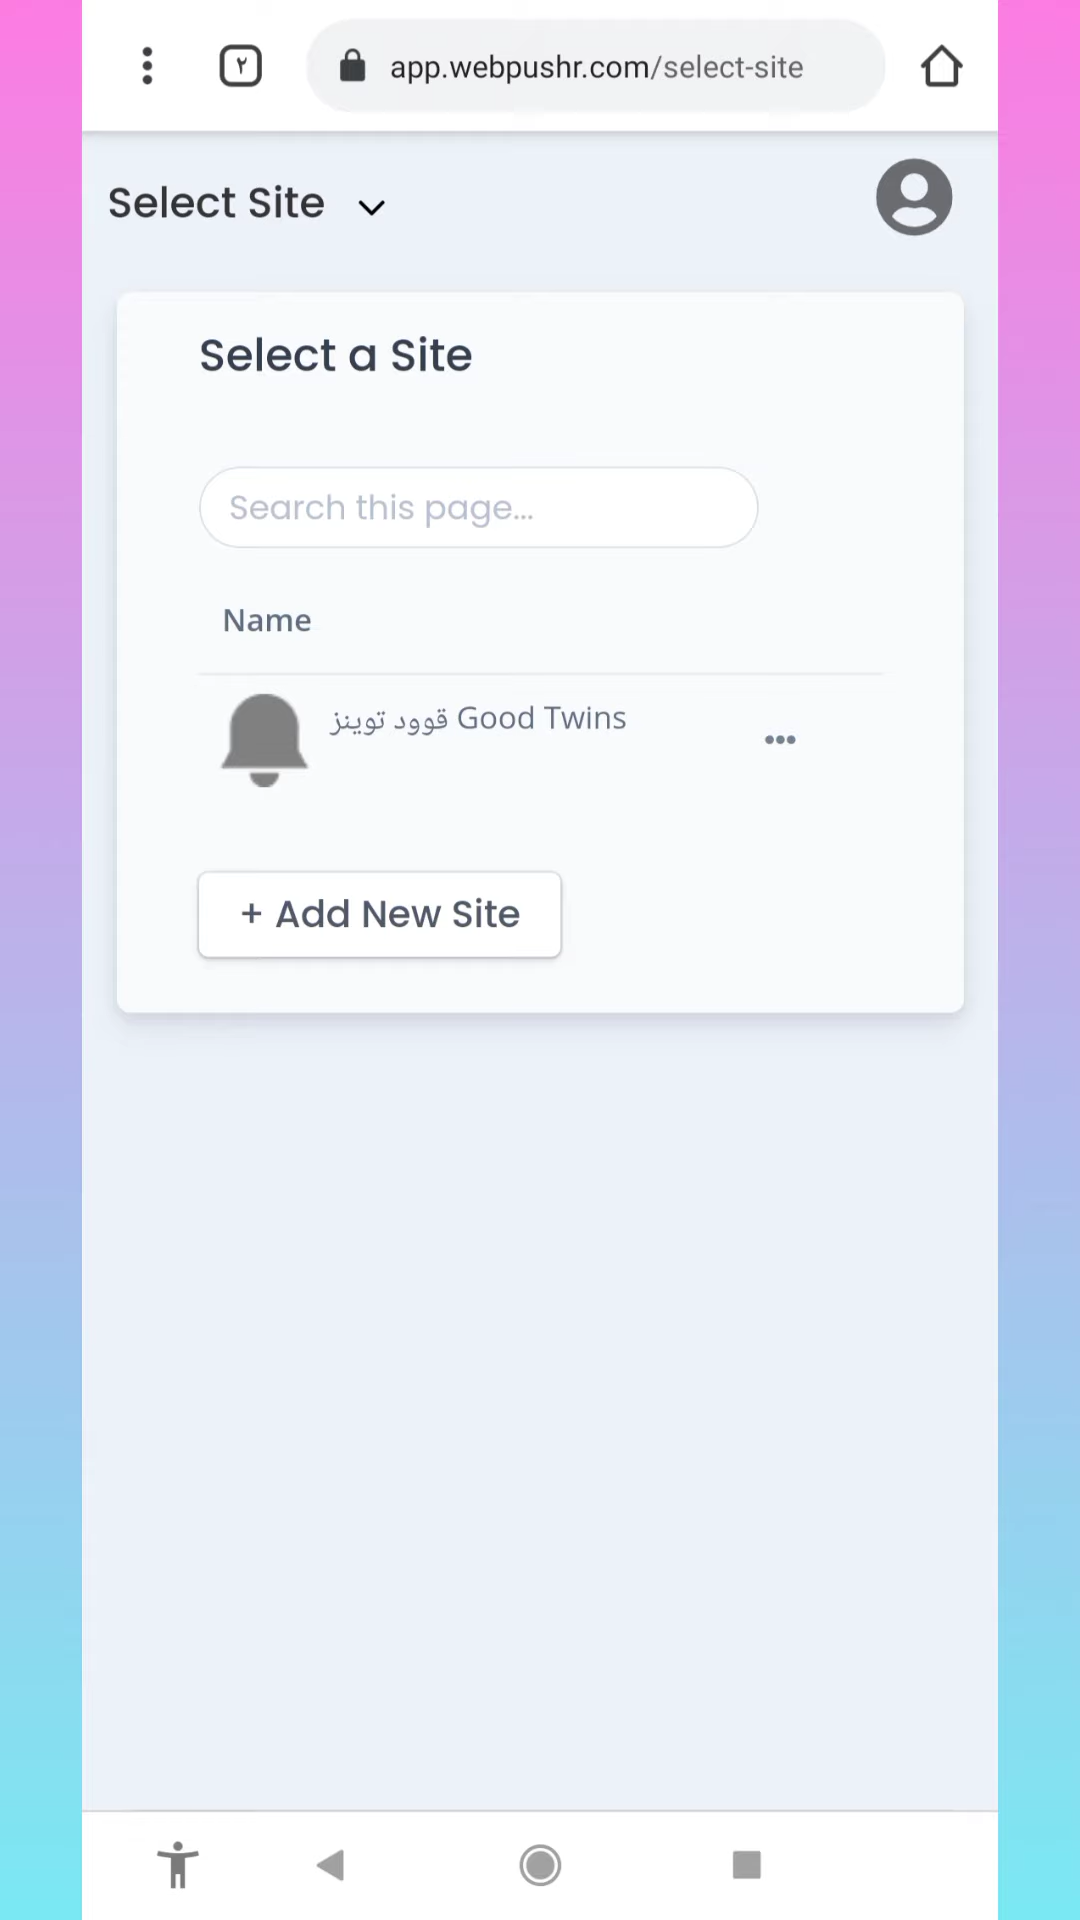 ۲
app.webpushr.com/select-site
Select Site
Select a Site
Search this page...
Name
قوود توينز Good Twins
+ Add New Site